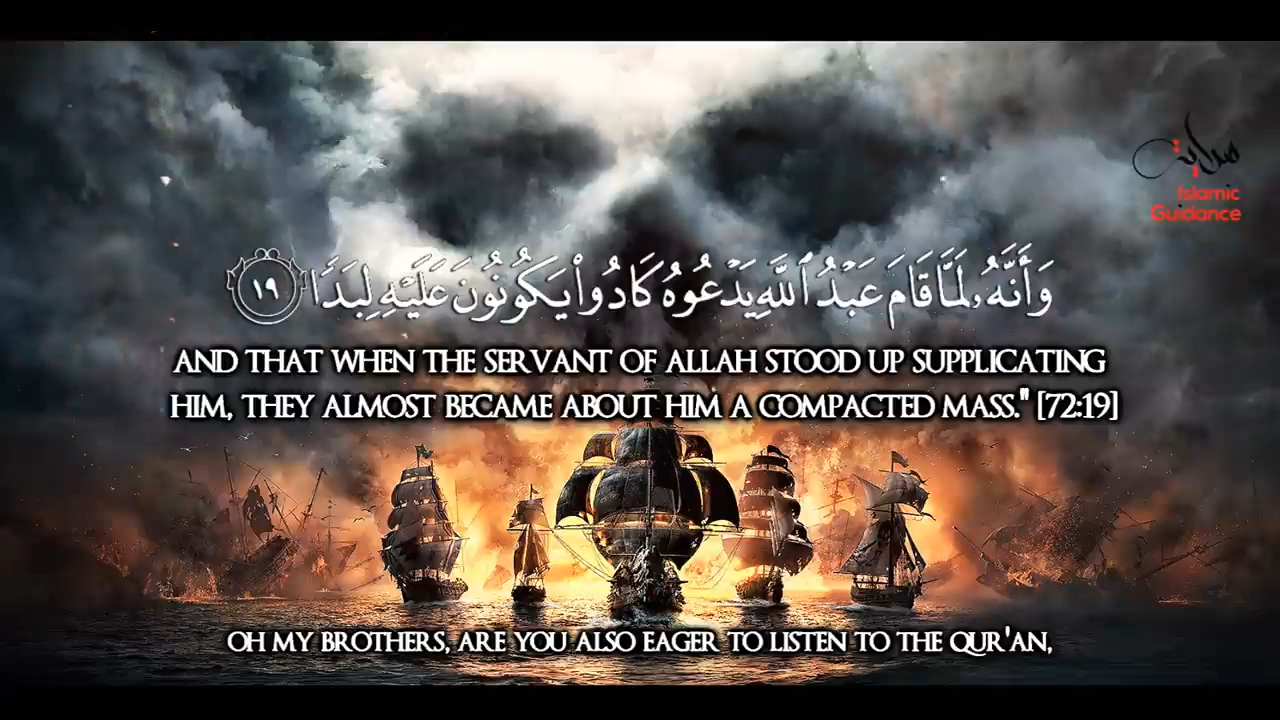 هداية
Islamic
Guidance
وَأَنَّهُۥ لَمَّا قَامَ عَبْدُ ٱللَّهِ يَدْعُوهُ كَادُوا۟ يَكُونُونَ عَلَيْهِ لِبَدًا ١٩
AND THAT WHEN THE SERVANT OF ALLAH STOOD UP SUPPLICATING
HIM, THEY ALMOST BECAME ABOUT HIM A COMPACTED MASS." [72:19]
OH MY BROTHERS, ARE YOU ALSO EAGER TO LISTEN TO THE QUR'AN,